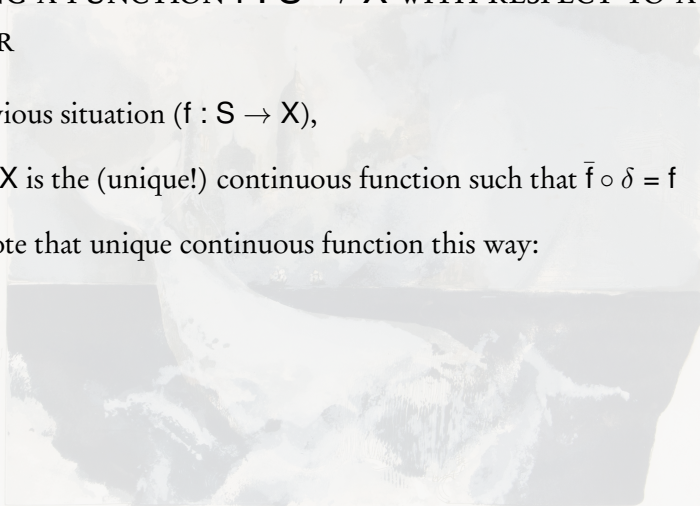 A FUNCTION f : S → X WITH RESPECT TO A
R
vious situation (f : S → X),
X is the (unique!) continuous function such that f̄ ∘ δ = f
ote that unique continuous function this way: